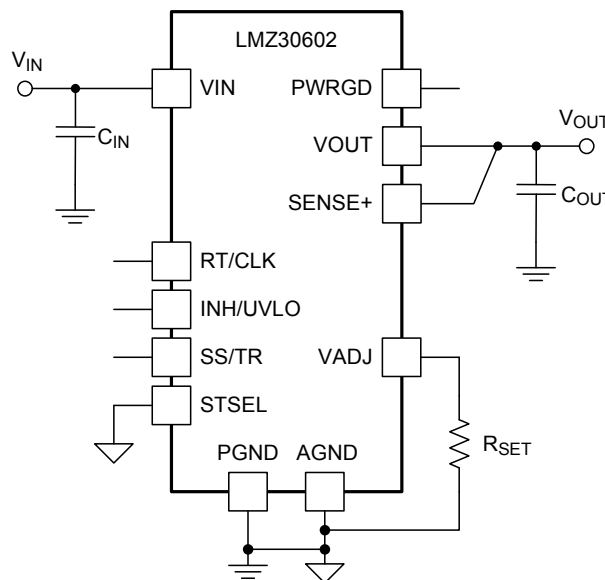 LMZ30602
VIN
VIN
PWRGD
CIN
VOUT
VOUT
SENSE+
COUT
RT/CLK
INH/UVLO
SS/TR
VADJ
STSEL
RSET
PGND
AGND